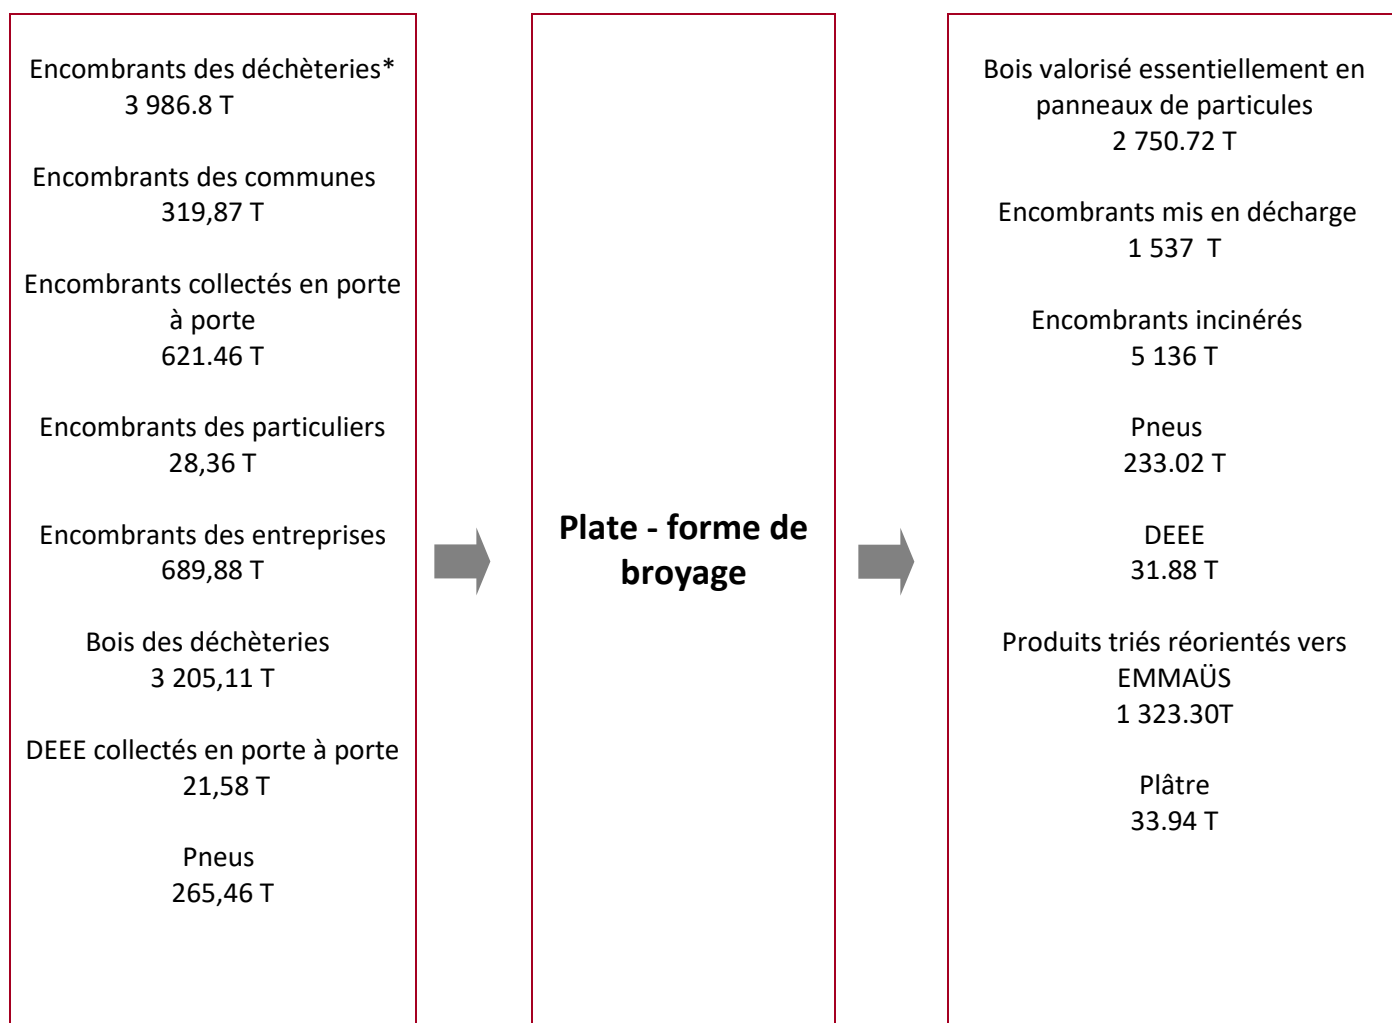 Encombrants des déchèteries*
3 986.8 T
Encombrants des communes
319,87 T
Encombrants collectés en porte
à porte
621.46 T
Encombrants des particuliers
28,36 T
Encombrants des entreprises
689,88 T
Bois des déchèteries
3 205,11 T
DEEE collectés en porte à porte
21,58 T
Pneus
265,46 T
Plate - forme de
broyage
Bois valorisé essentiellement en
panneaux de particules
2 750.72 T
Encombrants mis en décharge
1 537  T
Encombrants incinérés
5 136 T
Pneus
233.02 T
DEEE
31.88 T
Produits triés réorientés vers
EMMAÜS
1 323.30T
Plâtre
33.94 T